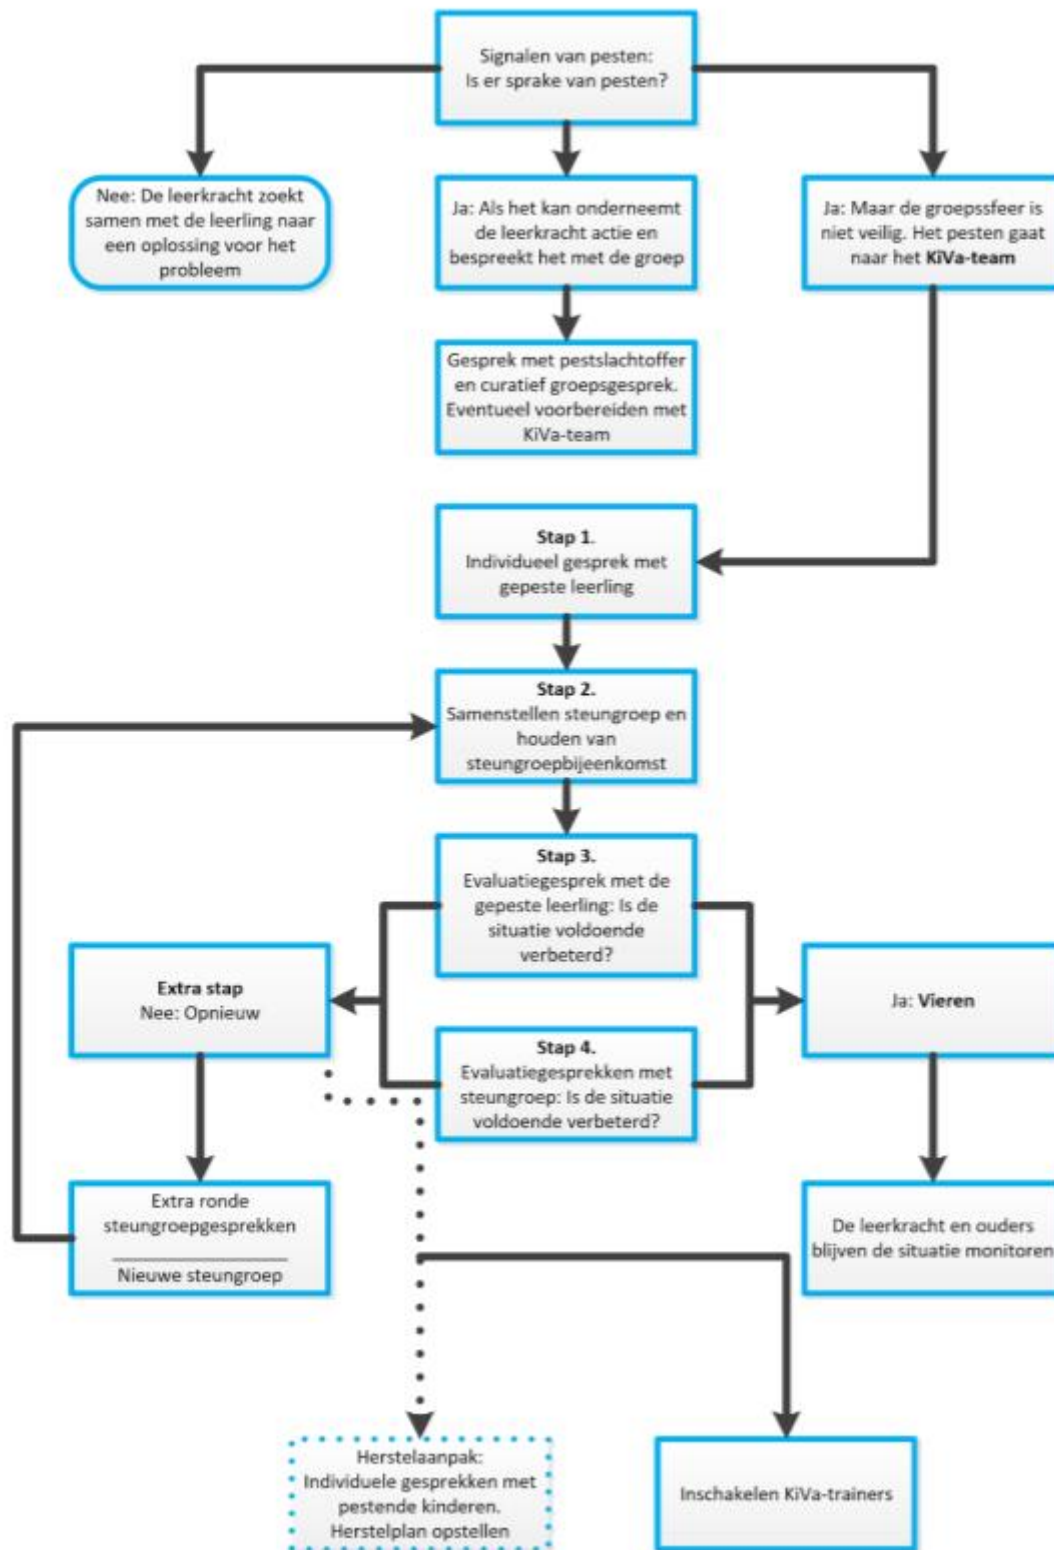 Signalen van pesten:
Is er sprake van pesten?
Nee: De leerkracht zoekt
samen met de leerling naar
een oplossing voor het
probleem
Ja: Als het kan onderneemt
de leerkracht actie en
bespreekt het met de groep
Ja: Maar de groepssfeer is
niet veilig. Het pesten gaat
naar het KiVa-team
Gesprek met pestslachtoffer
en curatief groepsgesprek.
Eventueel voorbereiden met
KiVa-team
Stap 1.
Individueel gesprek met
gepeste leerling
Stap 2.
Samenstellen steungroep en
houden van
steungroepbijeenkomst
Stap 3.
Evaluatiegesprek met de
gepeste leerling: Is de
situatie voldoende
verbeterd?
Extra stap
Nee: Opnieuw
Ja: Vieren
Stap 4.
Evaluatiegesprekken met
steungroep: Is de situatie
voldoende verbeterd?
Extra ronde
steungroepgesprekken
Nieuwe steungroep
De leerkracht en ouders
blijven de situatie monitoren
Herstelaanpak:
Individuele gesprekken met
pestende kinderen.
Herstelplan opstellen
Inschakelen KiVa-trainers